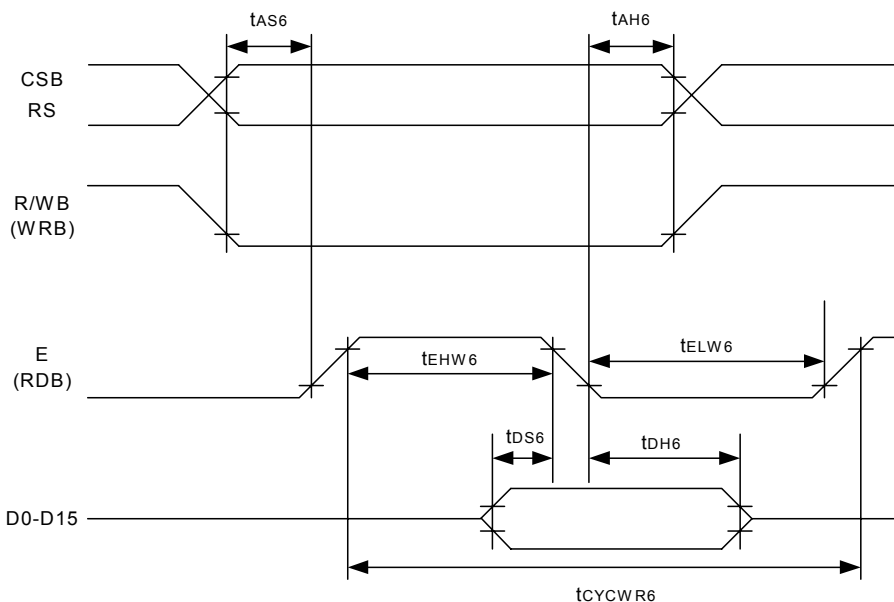 tAS6
tAH6
CSB
RS
R/WB
(WRB)
E
(RDB)
tEHW6
tELW6
tDS6
tDH6
D0-D15
tCYCWR6